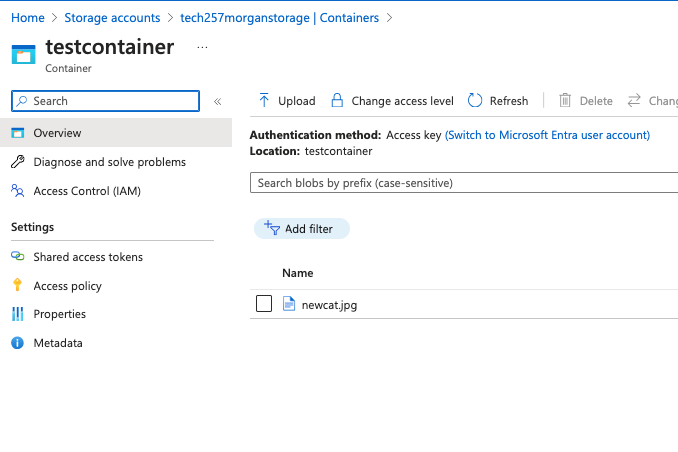 Home > Storage accounts > tech257morganstorage | Containers >
testcontainer ...
Container
Search «
Overview
Diagnose and solve problems
Access Control (IAM)
Settings
Shared access tokens
Access policy
Properties
Metadata
Upload Change access level Refresh Delete Chang
Authentication method: Access key (Switch to Microsoft Entra user account)
Location: testcontainer
Search blobs by prefix (case-sensitive)
Add filter
Name
newcat.jpg